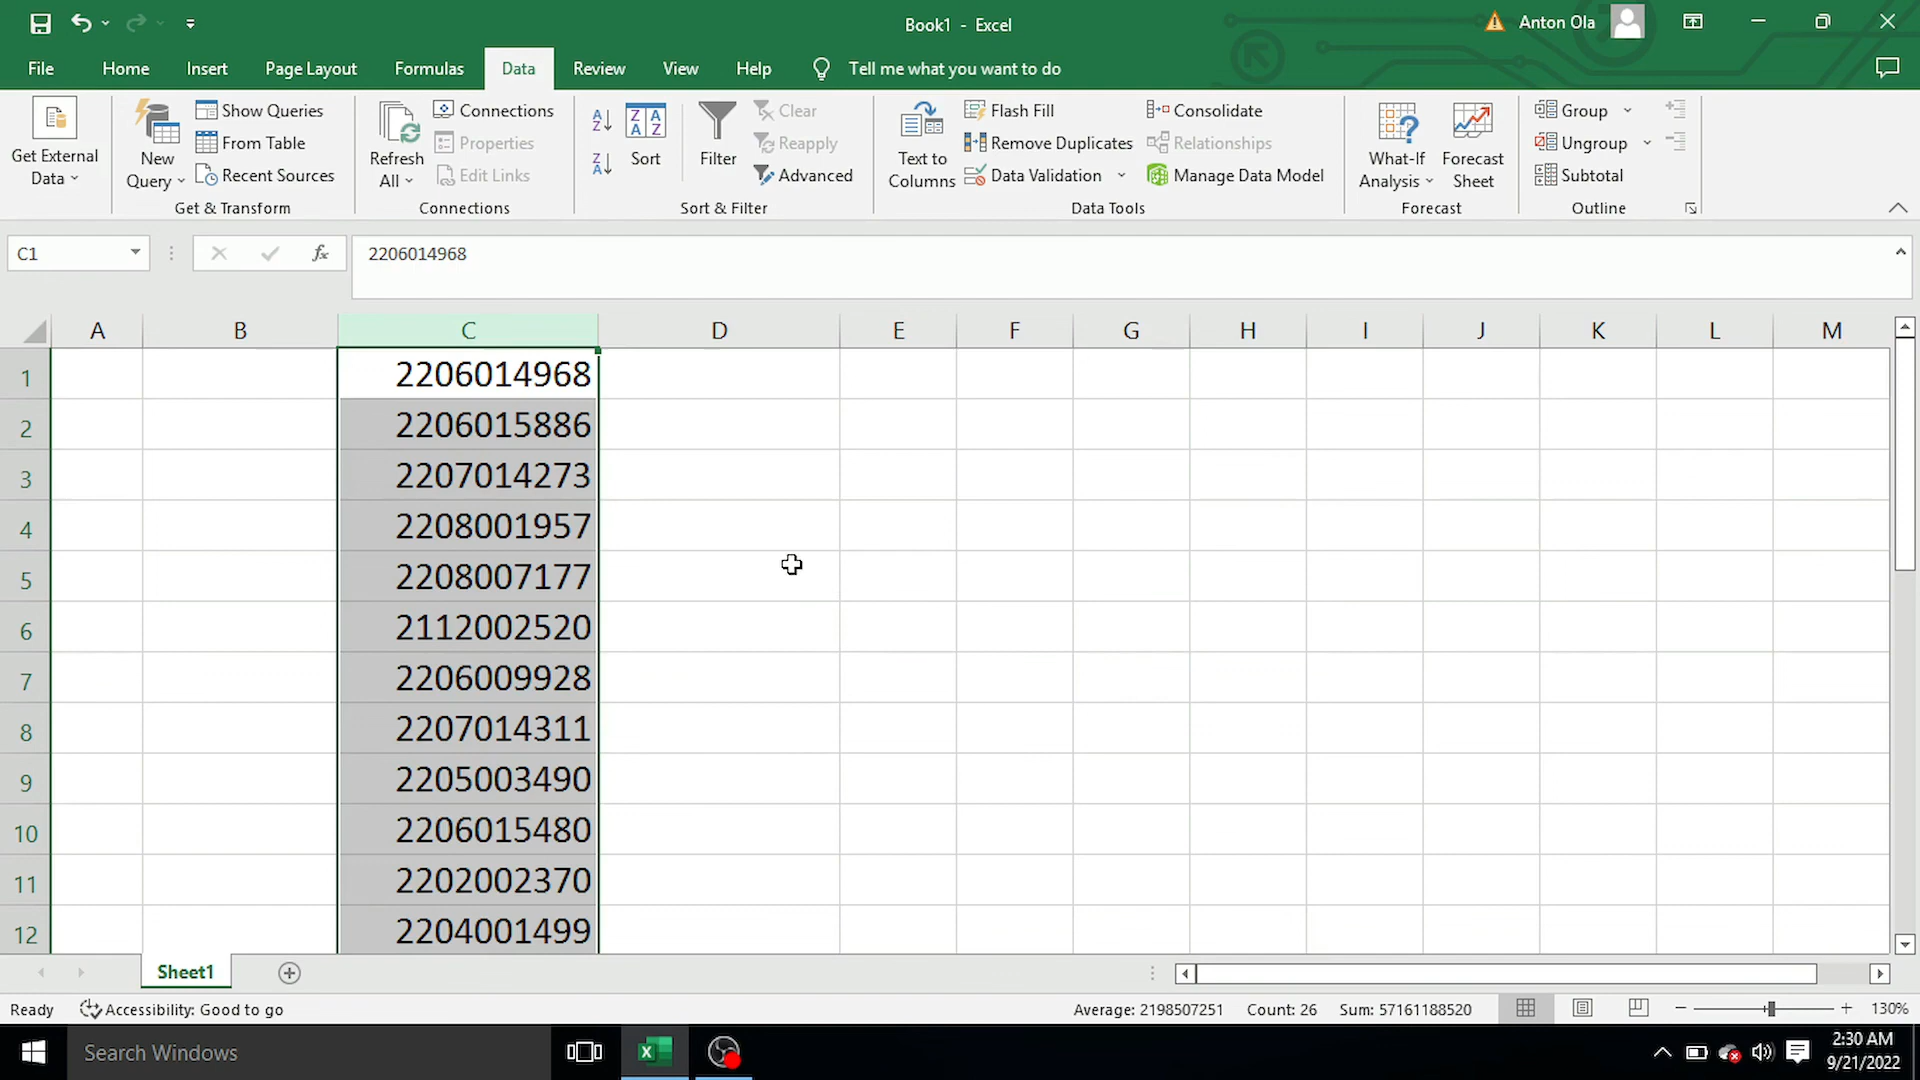 Book1 - Excel
Anton Ola
File Home Insert Page Layout Formulas Data Review View Help Tell me what you want to do
Get External Data
New Query
Show Queries
From Table
Recent Sources
Get & Transform
Refresh All
Connections
Properties
Edit Links
Connections
Sort
Filter
Clear
Reapply
Advanced
Sort & Filter
Text to Columns
Flash Fill
Remove Duplicates
Data Validation
Consolidate
Relationships
Manage Data Model
Data Tools
What-If Analysis
Forecast Sheet
Forecast
Group
Ungroup
Subtotal
Outline
C1 fx 2206014968
A B C D E F G H I J K L M
1 2206014968
2 2206015886
3 2207014273
4 2208001957
5 2208007177
6 2112002520
7 2206009928
8 2207014311
9 2205003490
10 2206015480
11 2202002370
12 2204001499
Sheet1
Ready Accessibility: Good to go Average: 2198507251 Count: 26 Sum: 57161188520 130%
Search Windows
2:30 AM
9/21/2022